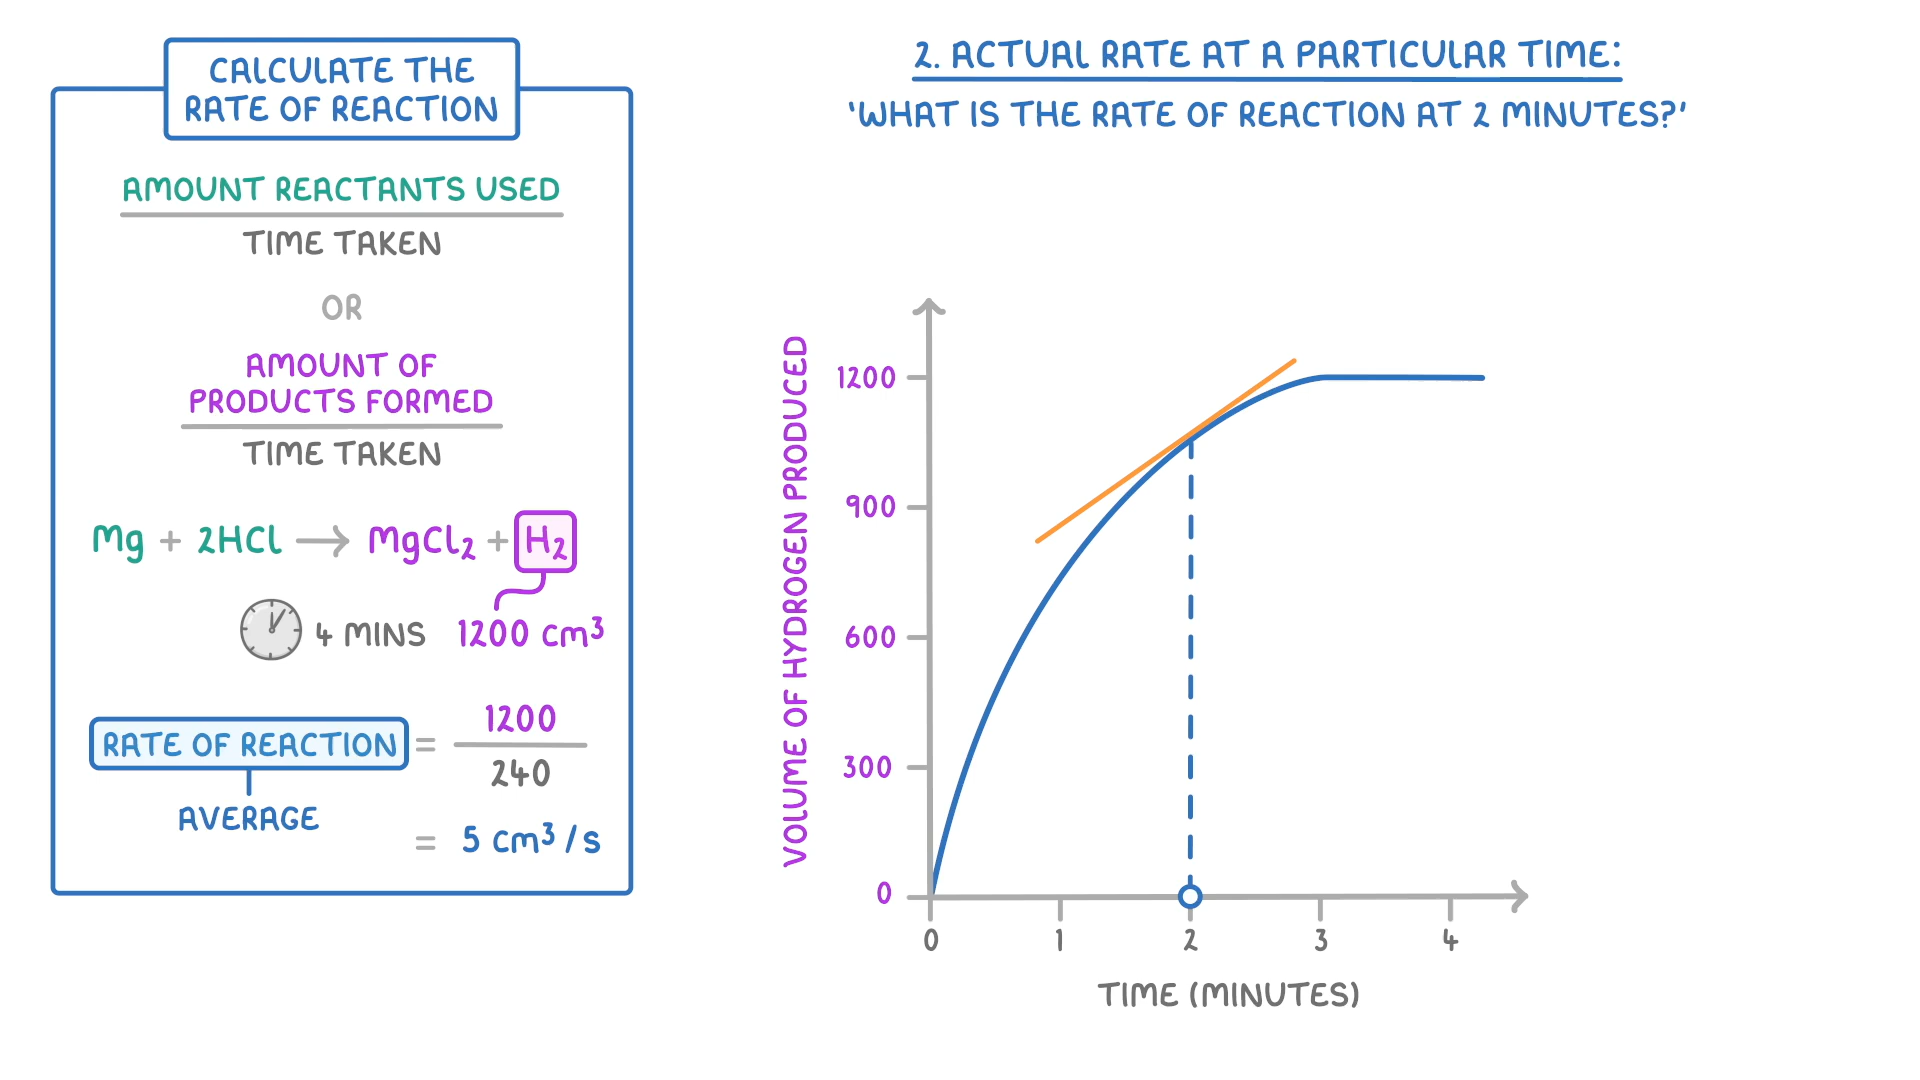 CALCULATE THE
RATE OF REACTION
AMOUNT REACTANTS USED
TIME TAKEN
OR
AMOUNT OF
PRODUCTS FORMED
TIME TAKEN
Mg + 2HCl → MgCl₂ + H₂
4 MINS 1200 cm³
RATE OF REACTION = 1200
240
AVERAGE
= 5 cm³/s
2. ACTUAL RATE AT A PARTICULAR TIME:
'WHAT IS THE RATE OF REACTION AT 2 MINUTES?'
VOLUME OF HYDROGEN PRODUCED
1200
900
600
300
0
0 1 2 3 4
TIME (MINUTES)